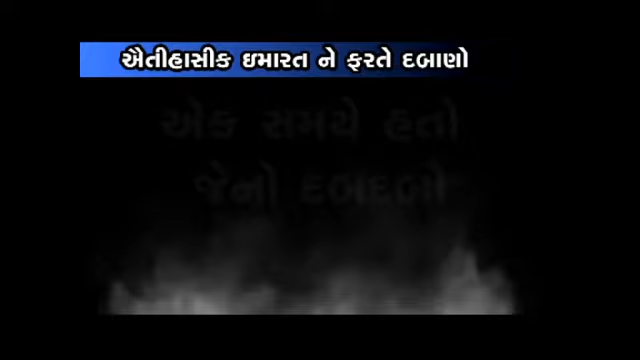 ઐતીહાસીક ઇમારત ને ફરતે દબાણો
એક સમયે હતો
જેનો દબદબો